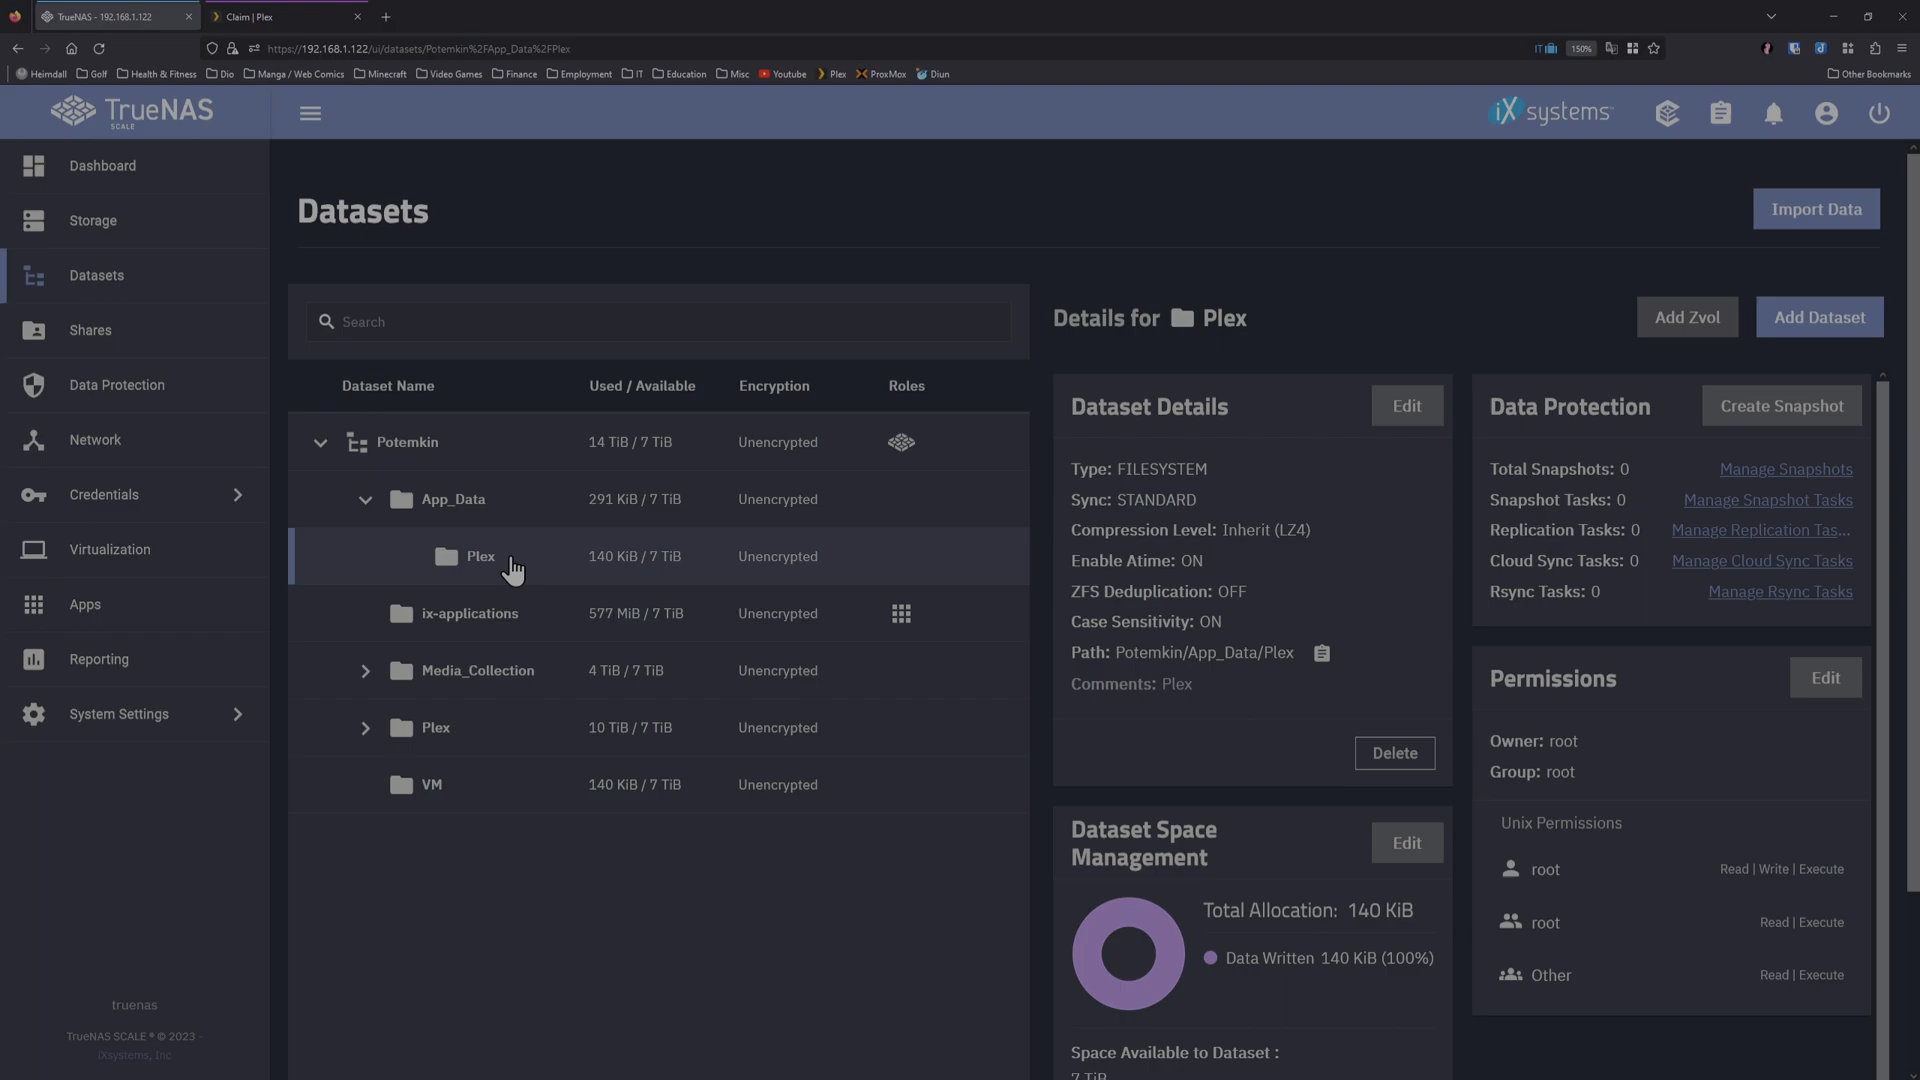 TrueNAS - 192.168.1.122
Claim | Plex
https://192.168.1.122/ui/datasets/Potemkin%2FApp_Data%2FPlex
IT
150%
Heimdall
Golf
Health & Fitness
Dio
Manga / Web Comics
Minecraft
Video Games
Finance
Employment
IT
Education
Misc
Youtube
Plex
ProxMox
Diun
Other Bookmarks
TrueNAS
SCALE
iXsystems
Dashboard
Storage
Datasets
Shares
Data Protection
Network
Credentials
Virtualization
Apps
Reporting
System Settings
truenas
TrueNAS SCALE ® © 2023 -
iXsystems, Inc
Datasets
Import Data
Search
Dataset Name
Used / Available
Encryption
Roles
Potemkin
14 TiB / 7 TiB
Unencrypted
App_Data
291 KiB / 7 TiB
Unencrypted
Plex
140 KiB / 7 TiB
Unencrypted
ix-applications
577 MiB / 7 TiB
Unencrypted
Media_Collection
4 TiB / 7 TiB
Unencrypted
Plex
10 TiB / 7 TiB
Unencrypted
VM
140 KiB / 7 TiB
Unencrypted
Details for Plex
Add Zvol
Add Dataset
Dataset Details
Edit
Type: FILESYSTEM
Sync: STANDARD
Compression Level: Inherit (LZ4)
Enable Atime: ON
ZFS Deduplication: OFF
Case Sensitivity: ON
Path: Potemkin/App_Data/Plex
Comments: Plex
Delete
Dataset Space
Management
Edit
Total Allocation: 140 KiB
Data Written 140 KiB (100%)
Space Available to Dataset :
7 TiB
Data Protection
Create Snapshot
Total Snapshots: 0
Manage Snapshots
Snapshot Tasks: 0
Manage Snapshot Tasks
Replication Tasks: 0
Manage Replication Tas...
Cloud Sync Tasks: 0
Manage Cloud Sync Tasks
Rsync Tasks: 0
Manage Rsync Tasks
Permissions
Edit
Owner: root
Group: root
Unix Permissions
root
Read | Write | Execute
root
Read | Execute
Other
Read | Execute